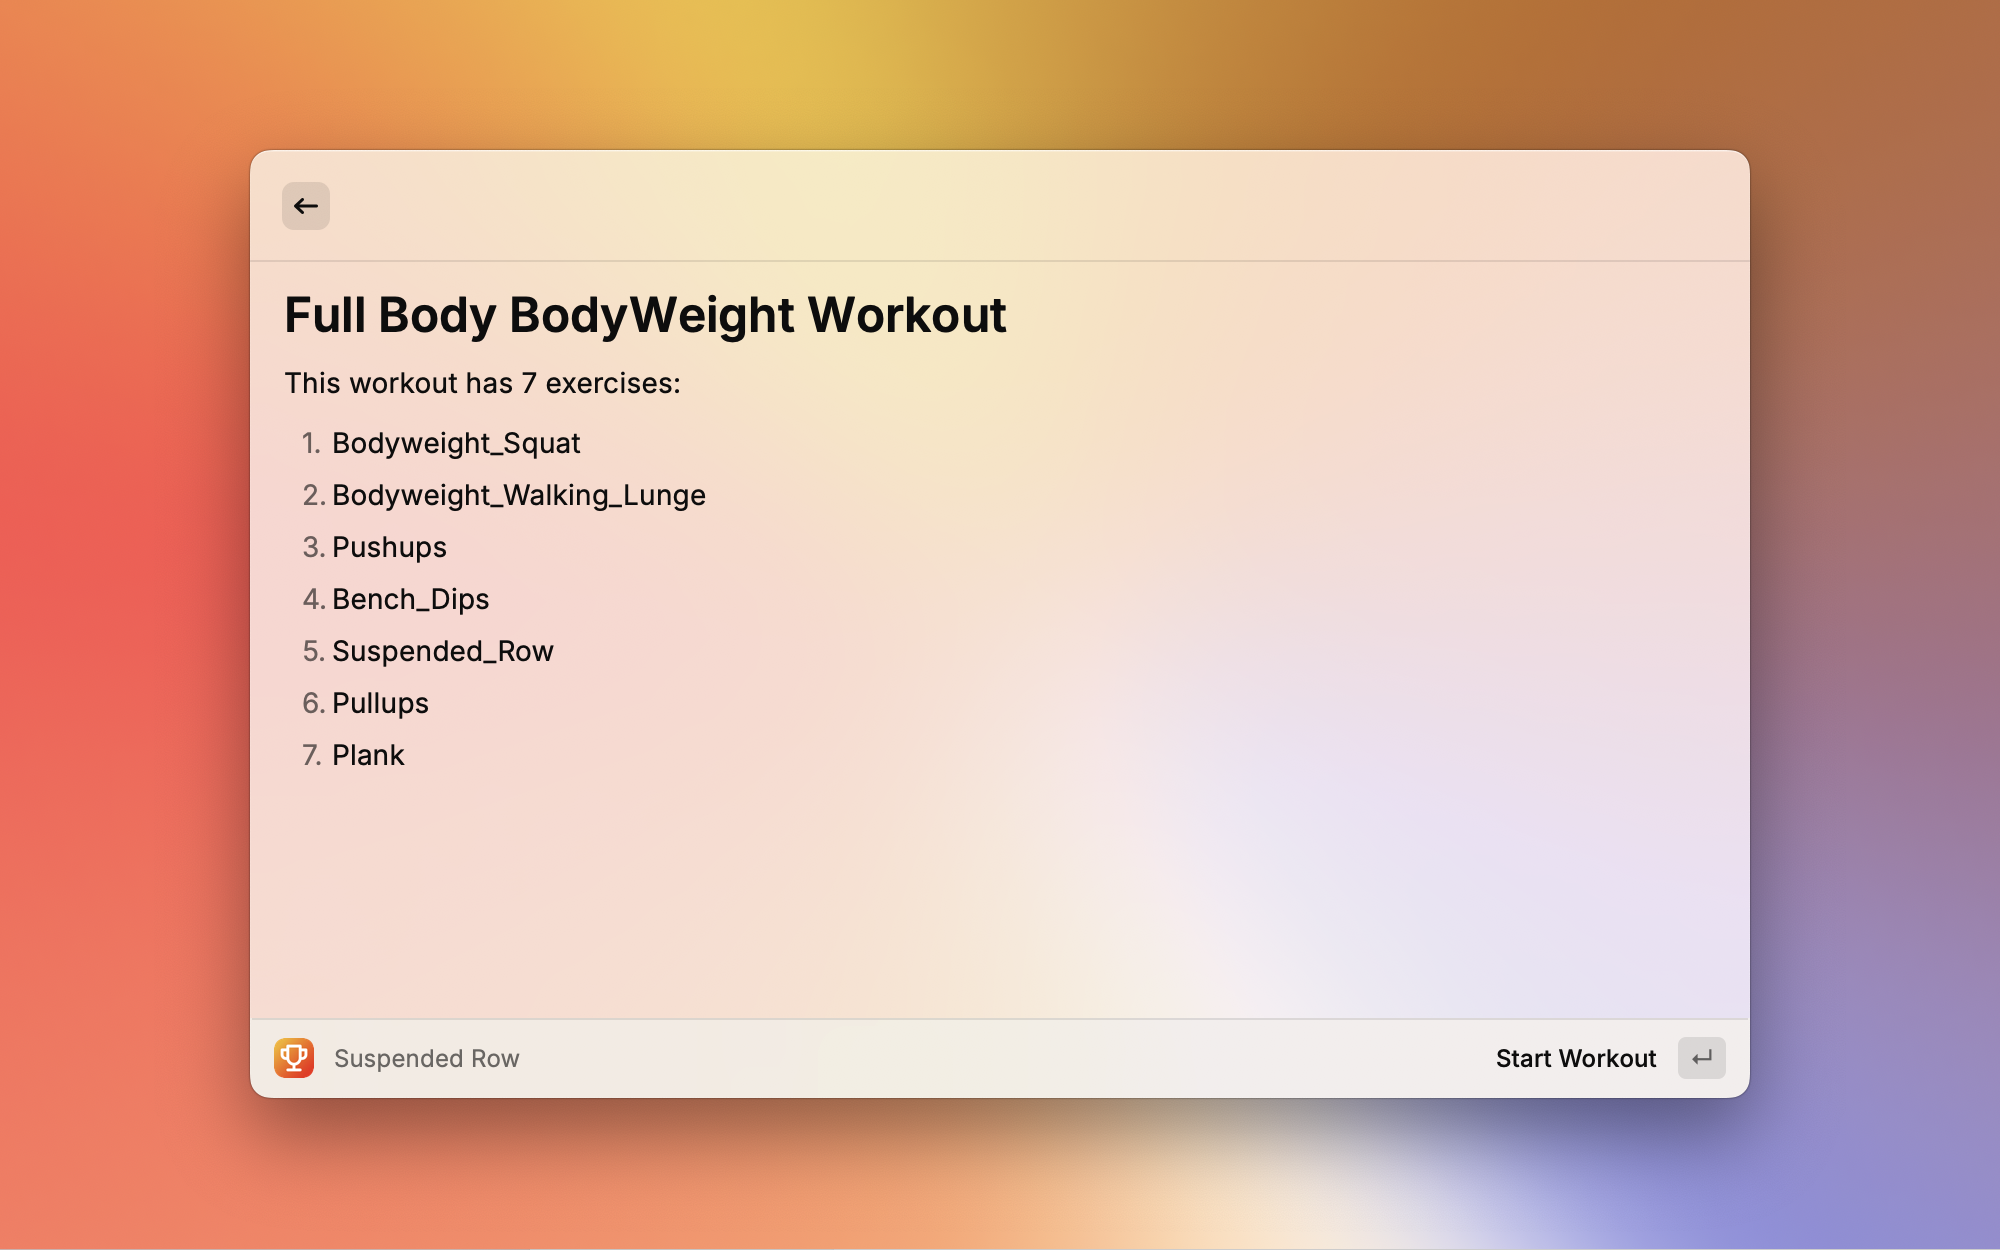 Full Body BodyWeight Workout
This workout has 7 exercises:
1. Bodyweight_Squat
2. Bodyweight_Walking_Lunge
3. Pushups
4. Bench_Dips
5. Suspended_Row
6. Pullups
7. Plank
Suspended Row Start Workout